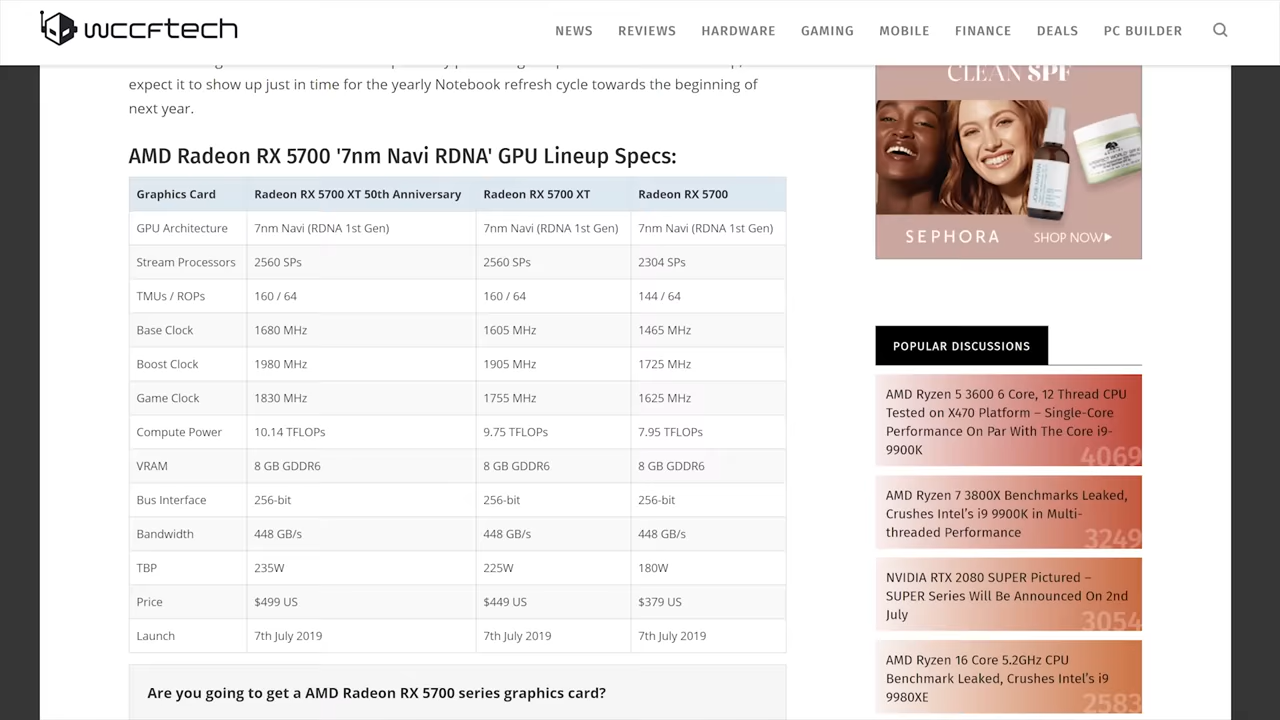 wccftech
NEWS REVIEWS HARDWARE GAMING MOBILE FINANCE DEALS PC BUILDER
expect it to show up just in time for the yearly Notebook refresh cycle towards the beginning of
next year.
AMD Radeon RX 5700 '7nm Navi RDNA' GPU Lineup Specs:
Graphics Card Radeon RX 5700 XT 50th Anniversary Radeon RX 5700 XT Radeon RX 5700
GPU Architecture 7nm Navi (RDNA 1st Gen) 7nm Navi (RDNA 1st Gen) 7nm Navi (RDNA 1st Gen)
Stream Processors 2560 SPs 2560 SPs 2304 SPs
TMUs / ROPs 160 / 64 160 / 64 144 / 64
Base Clock 1680 MHz 1605 MHz 1465 MHz
Boost Clock 1980 MHz 1905 MHz 1725 MHz
Game Clock 1830 MHz 1755 MHz 1625 MHz
Compute Power 10.14 TFLOPs 9.75 TFLOPs 7.95 TFLOPs
VRAM 8 GB GDDR6 8 GB GDDR6 8 GB GDDR6
Bus Interface 256-bit 256-bit 256-bit
Bandwidth 448 GB/s 448 GB/s 448 GB/s
TBP 235W 225W 180W
Price $499 US $449 US $379 US
Launch 7th July 2019 7th July 2019 7th July 2019
Are you going to get a AMD Radeon RX 5700 series graphics card?
CLEAN SPF
SEPHORA SHOP NOW
POPULAR DISCUSSIONS
AMD Ryzen 5 3600 6 Core, 12 Thread CPU
Tested on X470 Platform – Single-Core
Performance On Par With The Core i9-
9900K
4069
AMD Ryzen 7 3800X Benchmarks Leaked,
Crushes Intel's i9 9900K in Multi-
threaded Performance
3249
NVIDIA RTX 2080 SUPER Pictured –
SUPER Series Will Be Announced On 2nd
July
3054
AMD Ryzen 16 Core 5.2GHz CPU
Benchmark Leaked, Crushes Intel's i9
9980XE
2583